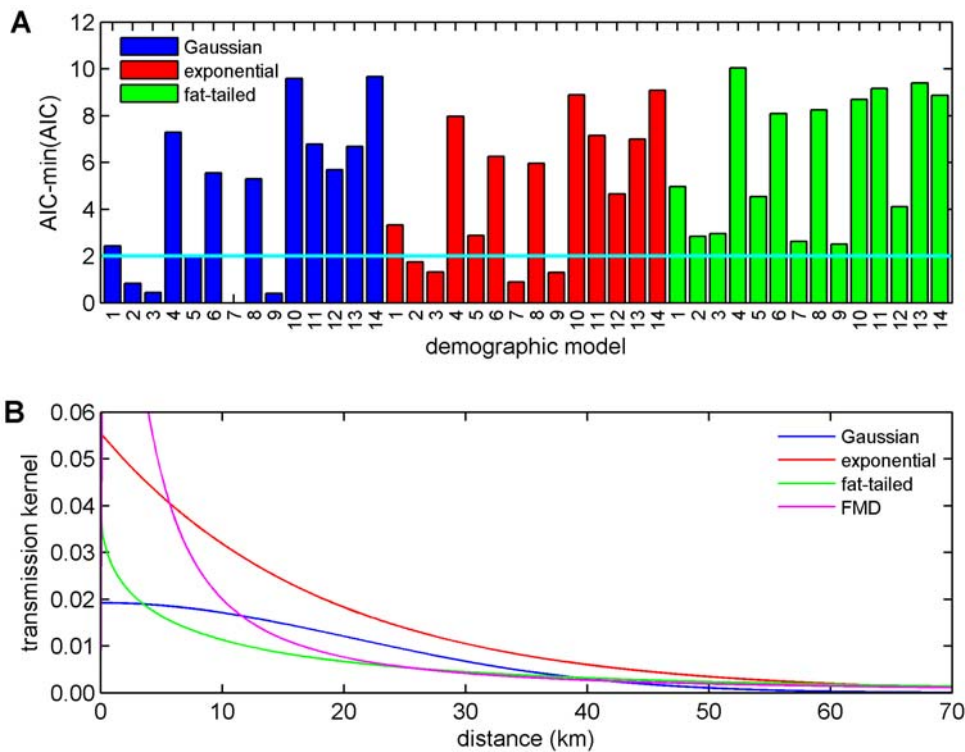 A
12
10
8
6
4
2
0
AIC-min(AIC)
Gaussian
exponential
fat-tailed
1 2 3 4 5 6 7 8 9 10 11 12 13 14 1 2 3 4 5 6 7 8 9 10 11 12 13 14 1 2 3 4 5 6 7 8 9 10 11 12 13 14
demographic model
B
0.06
0.05
0.04
0.03
0.02
0.01
0.00
transmission kernel
Gaussian
exponential
fat-tailed
FMD
0 10 20 30 40 50 60 70
distance (km)